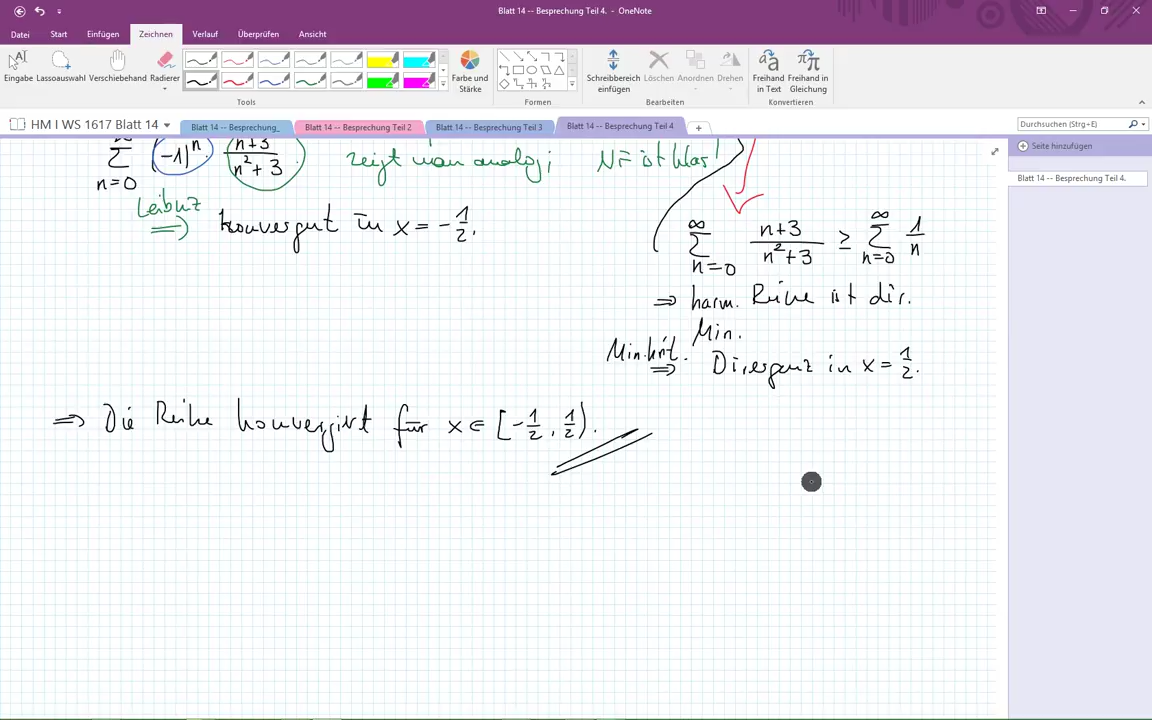 Blatt 14 -- Besprechung Teil 4. - OneNote
Datei Start Einfügen Zeichnen Verlauf Überprüfen Ansicht
Eingabe Lassoauswahl Verschiebehand Radierer
Farbe und Stärke
Schreibbereich einfügen Löschen Anordnen Drehen
Freihand in Text Freihand in Gleichung
Tools Formen Bearbeiten Konvertieren
HM I WS 1617 Blatt 14
Blatt 14 -- Besprechung_ Blatt 14 -- Besprechung Teil 2 Blatt 14 -- Besprechung Teil 3 Blatt 14 -- Besprechung Teil 4. +
Durchsuchen (Strg+E)
Seite hinzufügen
Blatt 14 -- Besprechung Teil 4.
∑_{n=0}^∞ (-1)^n · (n+3)/(n²+3) zeigt man analog; NF ist klar!
Leibniz ⇒ konvergent in x = -1/2.
∑_{n=0}^∞ (n+3)/(n²+3) ≥ ∑_{n=0}^∞ 1/n
⇒ harm. Reihe ist div.
Min.
Min.krit. ⇒ Divergenz in x = 1/2.
⇒ Die Reihe konvergirt für x ∈ [-1/2, 1/2).